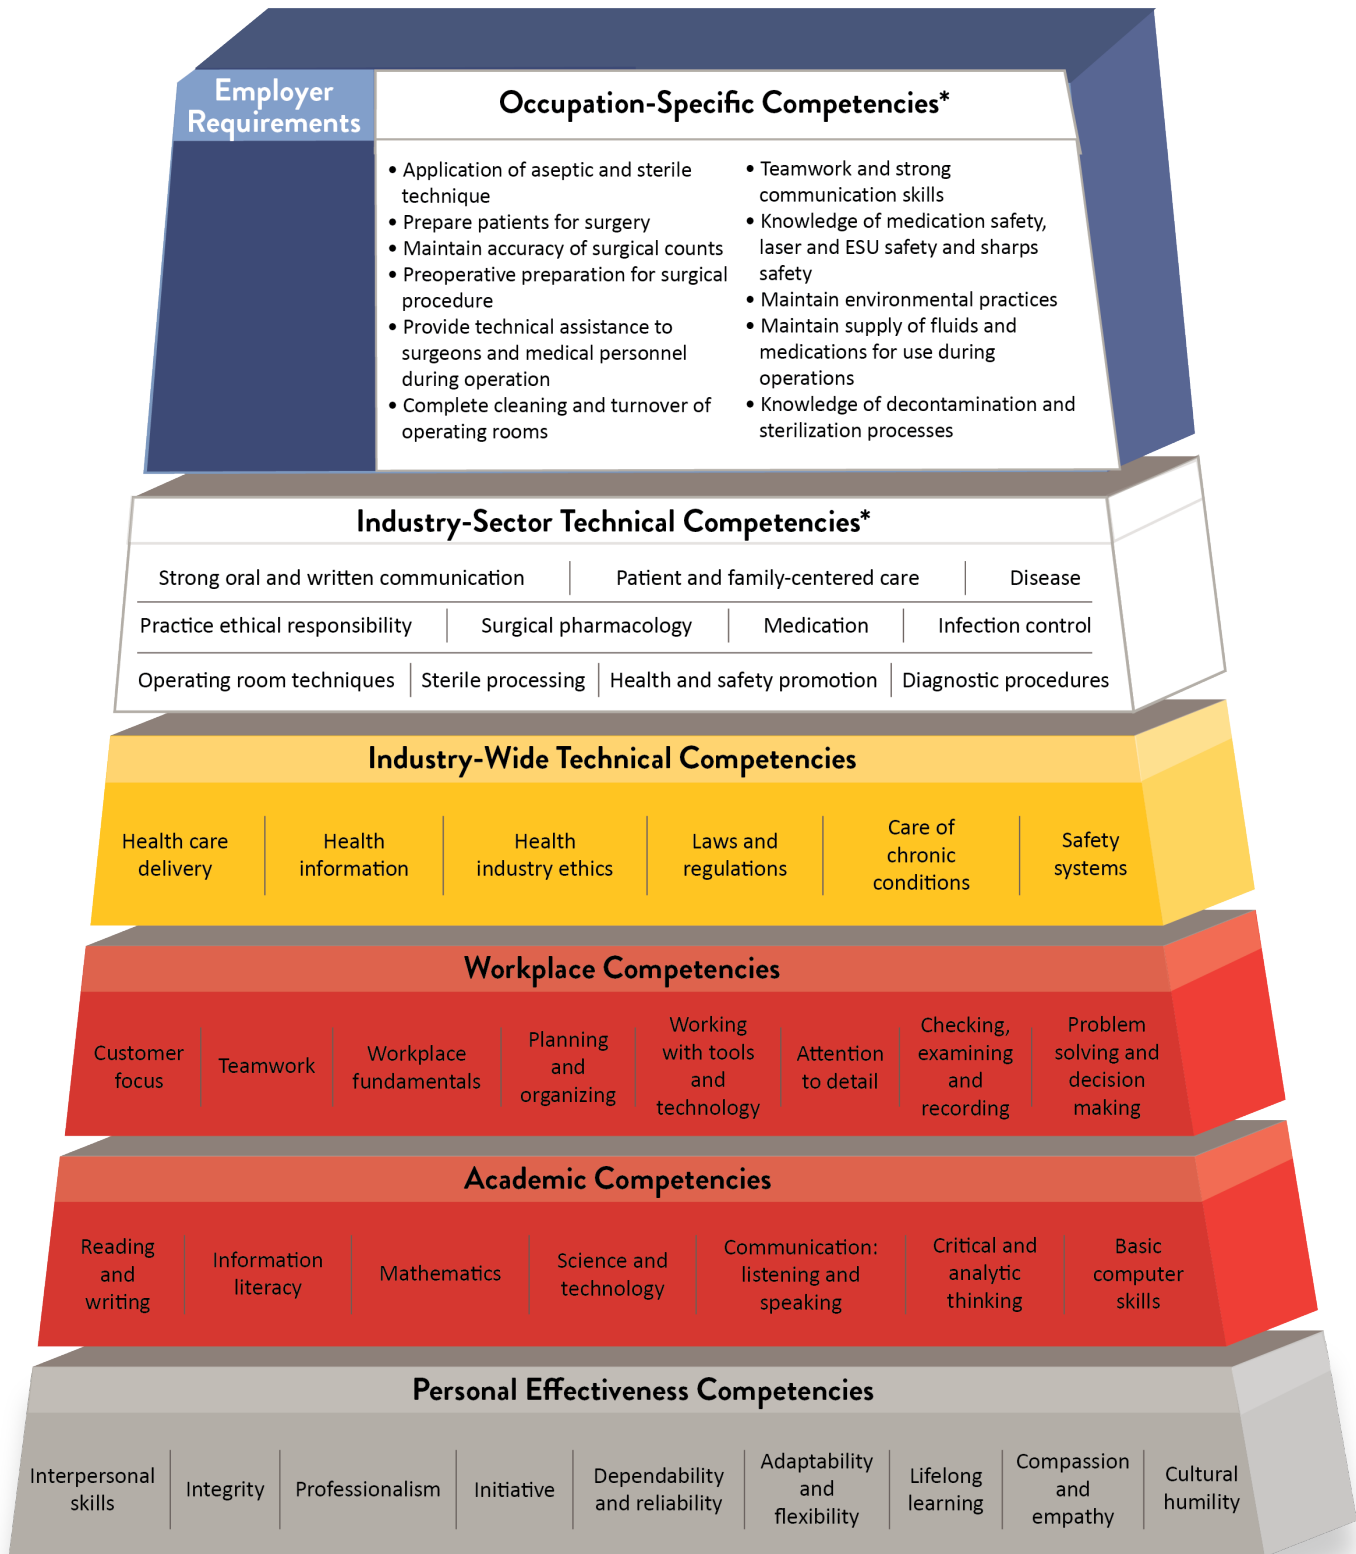 Employer
Requirements
Occupation-Specific Competencies*
• Application of aseptic and sterile
technique
• Prepare patients for surgery
• Maintain accuracy of surgical counts
• Preoperative preparation for surgical
procedure
• Provide technical assistance to
surgeons and medical personnel
during operation
• Complete cleaning and turnover of
operating rooms
• Teamwork and strong
communication skills
• Knowledge of medication safety,
laser and ESU safety and sharps
safety
• Maintain environmental practices
• Maintain supply of fluids and
medications for use during
operations
• Knowledge of decontamination and
sterilization processes
Industry-Sector Technical Competencies*
Strong oral and written communication
Patient and family-centered care
Disease
Practice ethical responsibility
Surgical pharmacology
Medication
Infection control
Operating room techniques
Sterile processing
Health and safety promotion
Diagnostic procedures
Industry-Wide Technical Competencies
Health care
delivery
Health
information
Health
industry ethics
Laws and
regulations
Care of
chronic
conditions
Safety
systems
Workplace Competencies
Customer
focus
Teamwork
Workplace
fundamentals
Planning
and
organizing
Working
with tools
and
technology
Attention
to detail
Checking,
examining
and
recording
Problem
solving and
decision
making
Academic Competencies
Reading
and
writing
Information
literacy
Mathematics
Science and
technology
Communication:
listening and
speaking
Critical and
analytic
thinking
Basic
computer
skills
Personal Effectiveness Competencies
Interpersonal
skills
Integrity
Professionalism
Initiative
Dependability
and reliability
Adaptability
and
flexibility
Lifelong
learning
Compassion
and
empathy
Cultural
humility